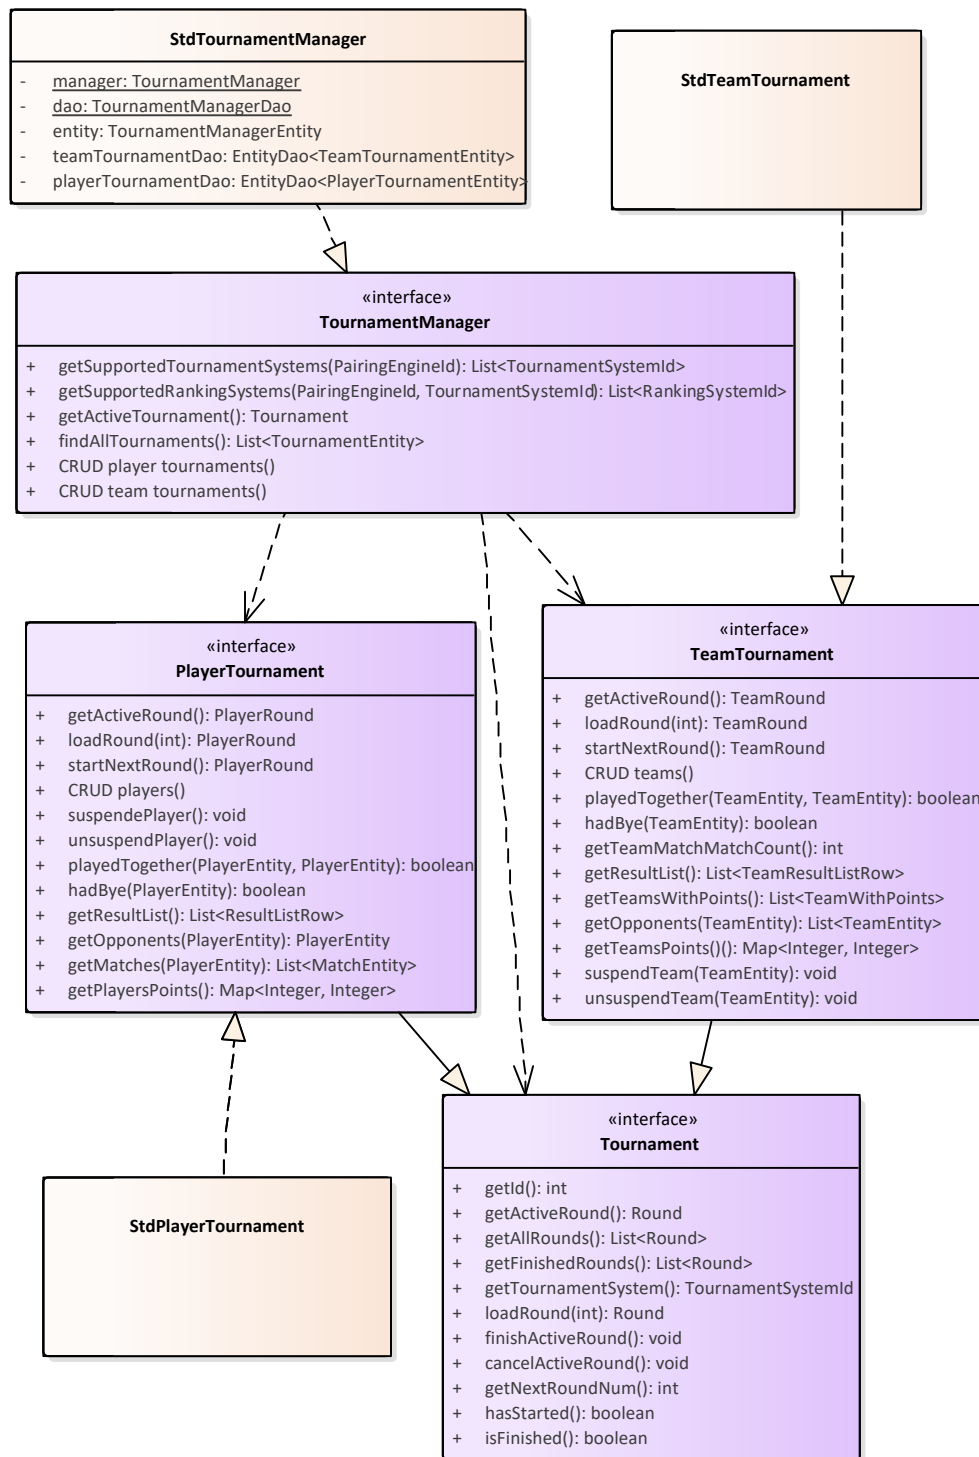 StdTournamentManager
- manager: TournamentManager
- dao: TournamentManagerDao
- entity: TournamentManagerEntity
- teamTournamentDao: EntityDao<TeamTournamentEntity>
- playerTournamentDao: EntityDao<PlayerTournamentEntity>
StdTeamTournament
«interface»
TournamentManager
+ getSupportedTournamentSystems(PairingEngineId): List<TournamentSystemId>
+ getSupportedRankingSystems(PairingEngineId, TournamentSystemId): List<RankingSystemId>
+ getActiveTournament(): Tournament
+ findAllTournaments(): List<TournamentEntity>
+ CRUD player tournaments()
+ CRUD team tournaments()
«interface»
PlayerTournament
+ getActiveRound(): PlayerRound
+ loadRound(int): PlayerRound
+ startNextRound(): PlayerRound
+ CRUD players()
+ suspendePlayer(): void
+ unsuspendPlayer(): void
+ playedTogether(PlayerEntity, PlayerEntity): boolean
+ hadBye(PlayerEntity): boolean
+ getResultList(): List<ResultListRow>
+ getOpponents(PlayerEntity): PlayerEntity
+ getMatches(PlayerEntity): List<MatchEntity>
+ getPlayersPoints(): Map<Integer, Integer>
«interface»
TeamTournament
+ getActiveRound(): TeamRound
+ loadRound(int): TeamRound
+ startNextRound(): TeamRound
+ CRUD teams()
+ playedTogether(TeamEntity, TeamEntity): boolean
+ hadBye(TeamEntity): boolean
+ getTeamMatchMatchCount(): int
+ getResultList(): List<TeamResultListRow>
+ getTeamsWithPoints(): List<TeamWithPoints>
+ getOpponents(TeamEntity): List<TeamEntity>
+ getTeamsPoints()(): Map<Integer, Integer>
+ suspendTeam(TeamEntity): void
+ unsuspendTeam(TeamEntity): void
StdPlayerTournament
«interface»
Tournament
+ getId(): int
+ getActiveRound(): Round
+ getAllRounds(): List<Round>
+ getFinishedRounds(): List<Round>
+ getTournamentSystem(): TournamentSystemId
+ loadRound(int): Round
+ finishActiveRound(): void
+ cancelActiveRound(): void
+ getNextRoundNum(): int
+ hasStarted(): boolean
+ isFinished(): boolean